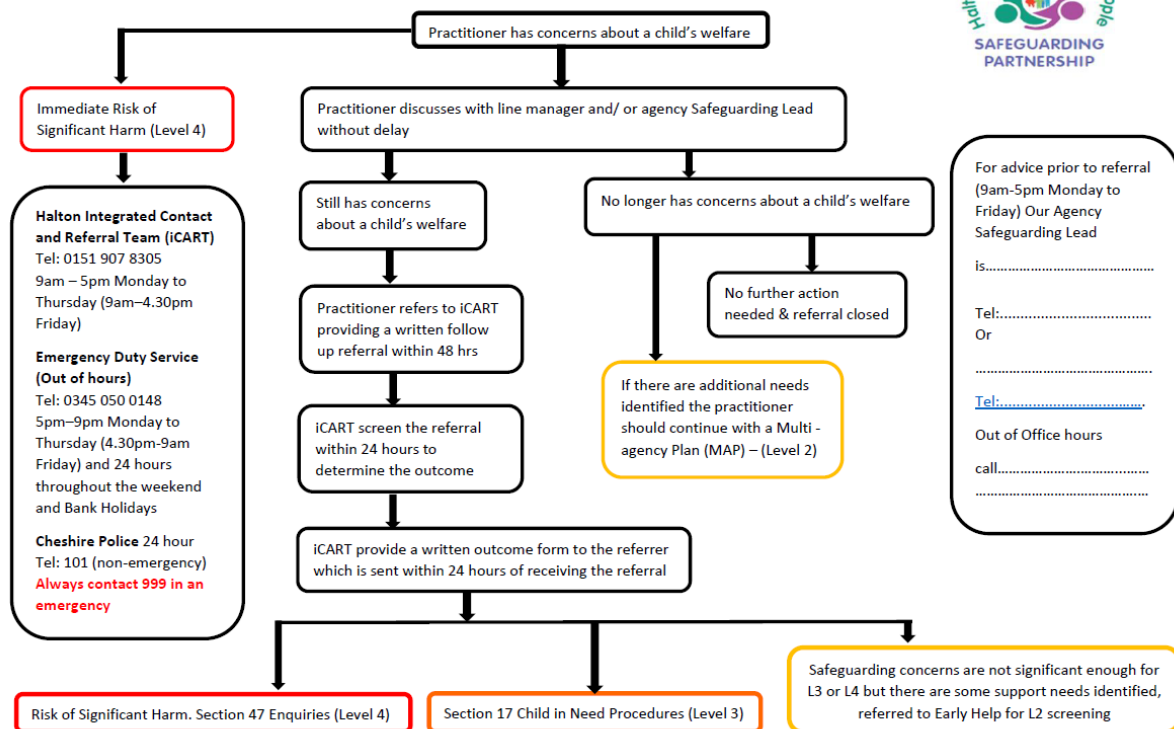 Halt
ople
SAFEGUARDING
PARTNERSHIP
Practitioner has concerns about a child's welfare
Immediate Risk of
Significant Harm (Level 4)
Practitioner discusses with line manager and/ or agency Safeguarding Lead
without delay
Halton Integrated Contact
and Referral Team (iCART)
Tel: 0151 907 8305
9am – 5pm Monday to
Thursday (9am–4.30pm
Friday)
Emergency Duty Service
(Out of hours)
Tel: 0345 050 0148
5pm–9pm Monday to
Thursday (4.30pm-9am
Friday) and 24 hours
throughout the weekend
and Bank Holidays
Cheshire Police 24 hour
Tel: 101 (non-emergency)
Always contact 999 in an
emergency
Still has concerns
about a child's welfare
No longer has concerns about a child's welfare
Practitioner refers to iCART
providing a written follow
up referral within 48 hrs
No further action
needed & referral closed
If there are additional needs
identified the practitioner
should continue with a Multi -
agency Plan (MAP) – (Level 2)
iCART screen the referral
within 24 hours to
determine the outcome
iCART provide a written outcome form to the referrer
which is sent within 24 hours of receiving the referral
For advice prior to referral
(9am-5pm Monday to
Friday) Our Agency
Safeguarding Lead
is…………………………………………
Tel:......................................
Or
………………………………………….
Tel:....................................
Out of Office hours
call……………………………………
………………………………………….
Risk of Significant Harm. Section 47 Enquiries (Level 4)
Section 17 Child in Need Procedures (Level 3)
Safeguarding concerns are not significant enough for
L3 or L4 but there are some support needs identified,
referred to Early Help for L2 screening